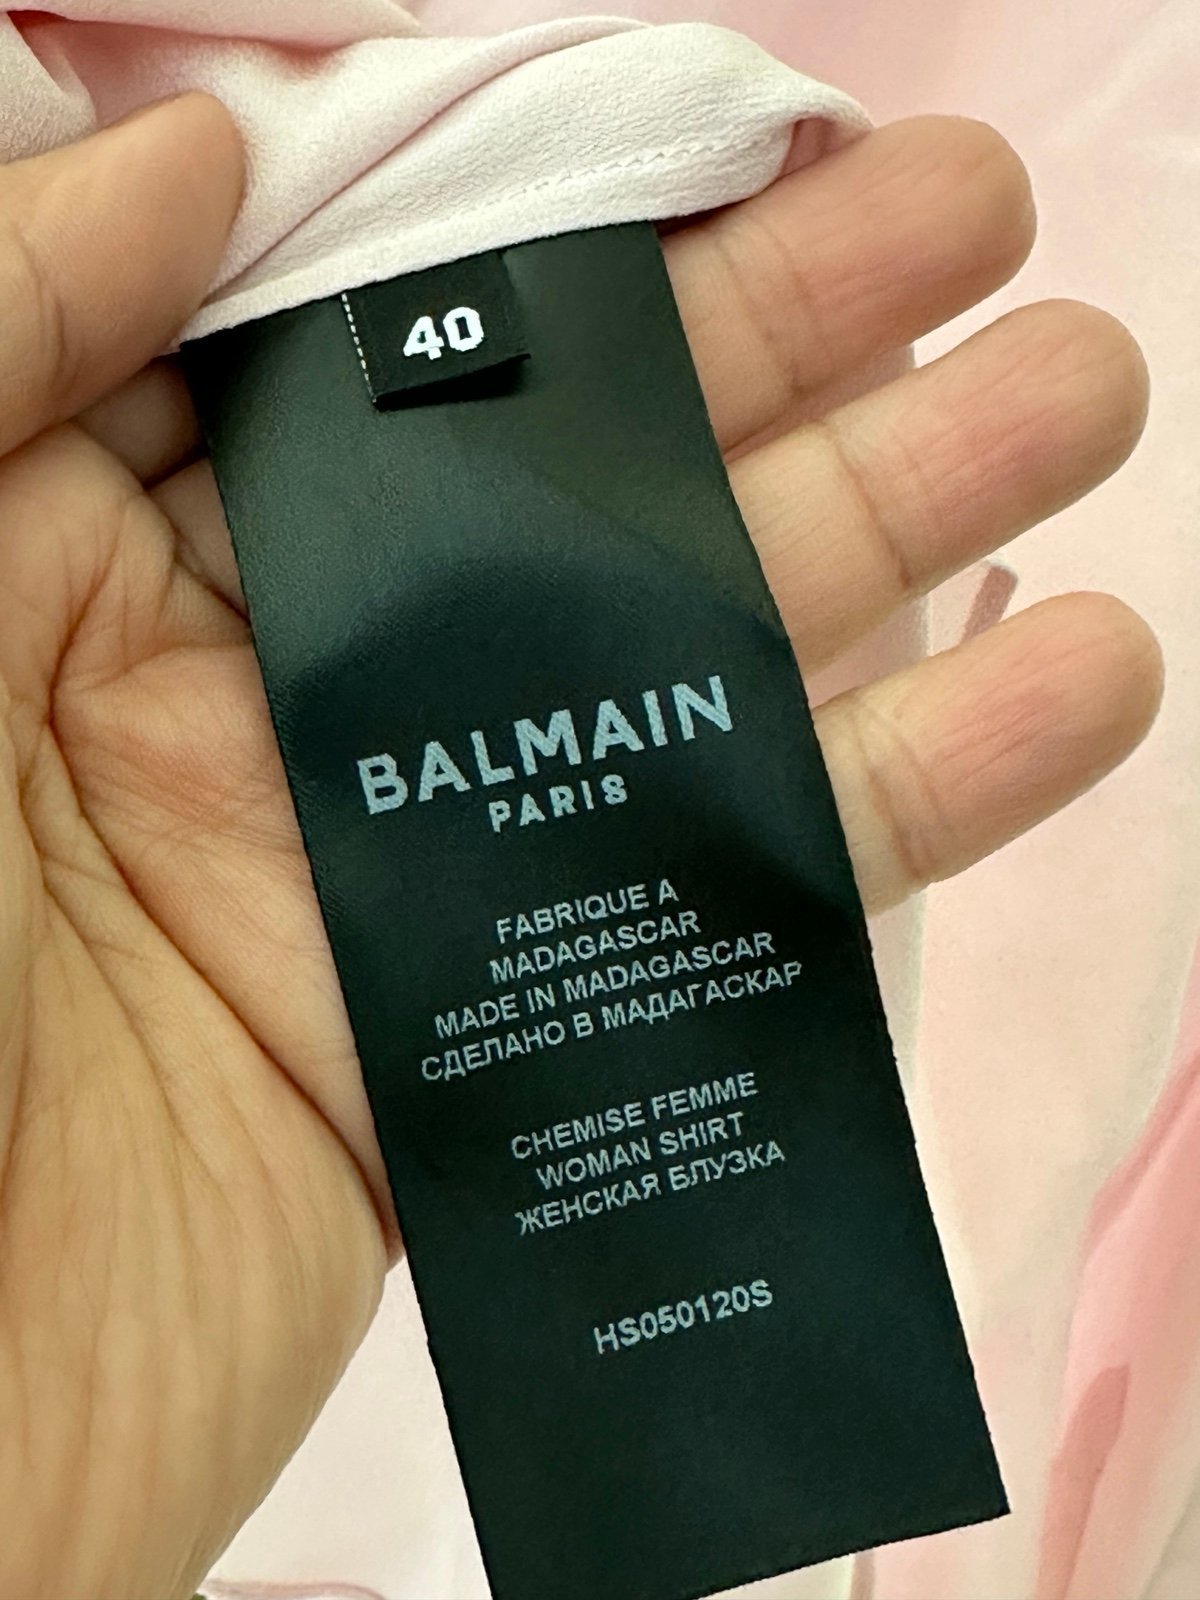 40
BALMAIN
PARIS
FABRIQUE A
MADAGASCAR
MADE IN MADAGASCAR
СДЕЛАНО В МАДАГАСКАР
CHEMISE FEMME
WOMAN SHIRT
ЖЕНСКАЯ БЛУЗКА
HS050120S